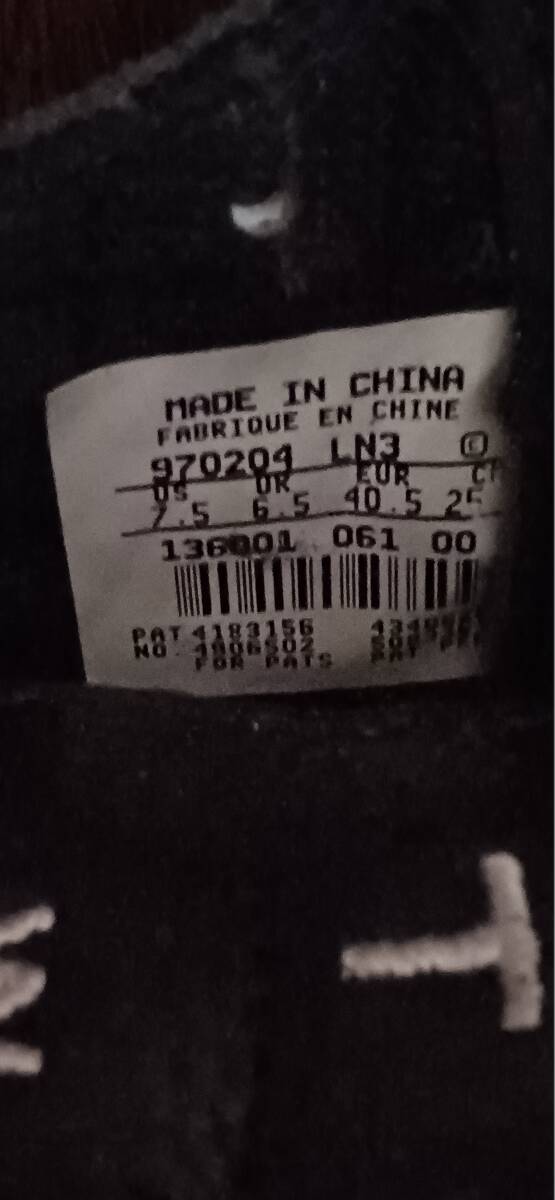 MADE IN CHINA
FABRIQUE EN CHINE
970204 LN3 ©
US UK EUR
7.5 6.5 40.5
136001 061 00
PAT 4183156
NO. 4906502
FOR PATS
T